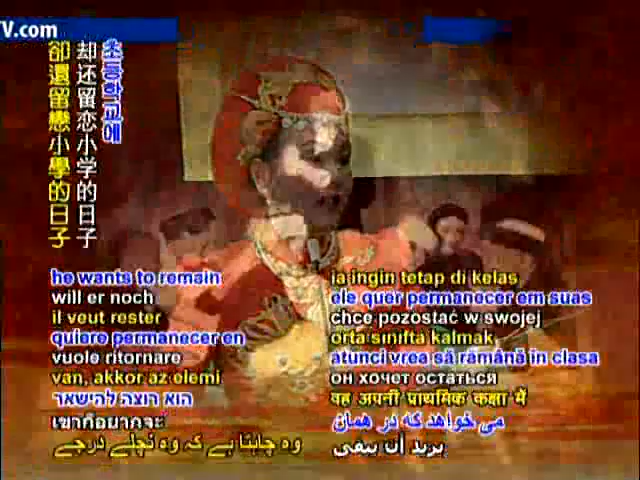 TV.com
卻還留戀小學的日子
却还留恋小学的日子
초등학교에
he wants to remain
will er noch
il veut rester
quiere permanecer en
vuole ritornare
van, akkor az elemi
הוא רוצה להישאר
เขาก็อยากจะ
وہ چاہتا ہے کہ وہ نچلے درجے
ia ingin tetap di kelas
ele quer permanecer em suas
chce pozostać w swojej
orta sınıfta kalmak
atunci vrea să rămână în clasa
он хочет остаться
वह अपनी प्राथमिक कक्षा में
می خواهد که در همان
يريد أن يبقى